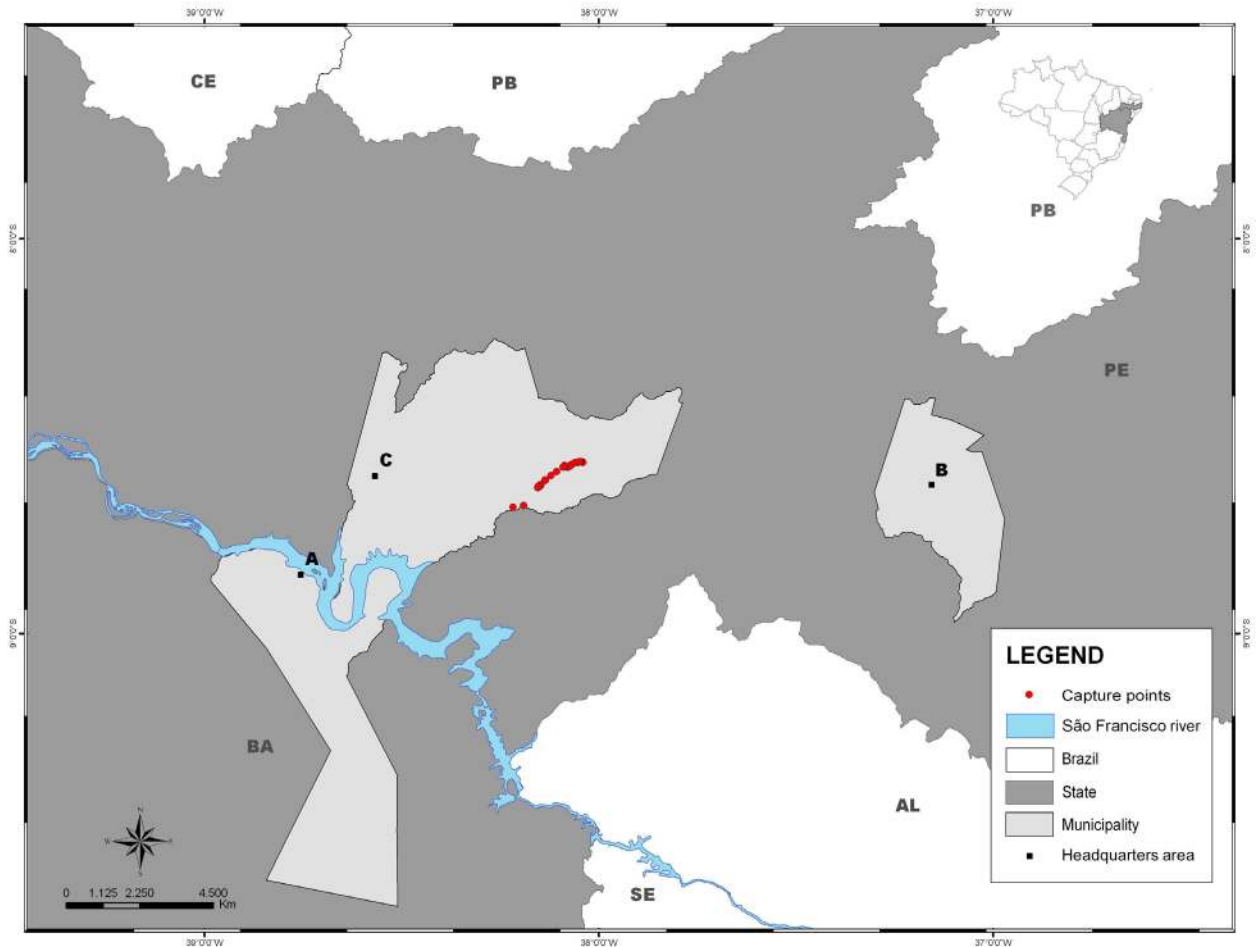 39°0'0"W 38°0'0"W 37°0'0"W
CE
PB
PB
8°0'0"S 8°0'0"S
PE
C
B
A
9°0'0"S 9°0'0"S
LEGEND
Capture points
São Francisco river
Brazil
State
Municipality
Headquarters area
BA
AL
SE
N
W E
S
0 1.125 2.250 4.500
Km
39°0'0"W 38°0'0"W 37°0'0"W